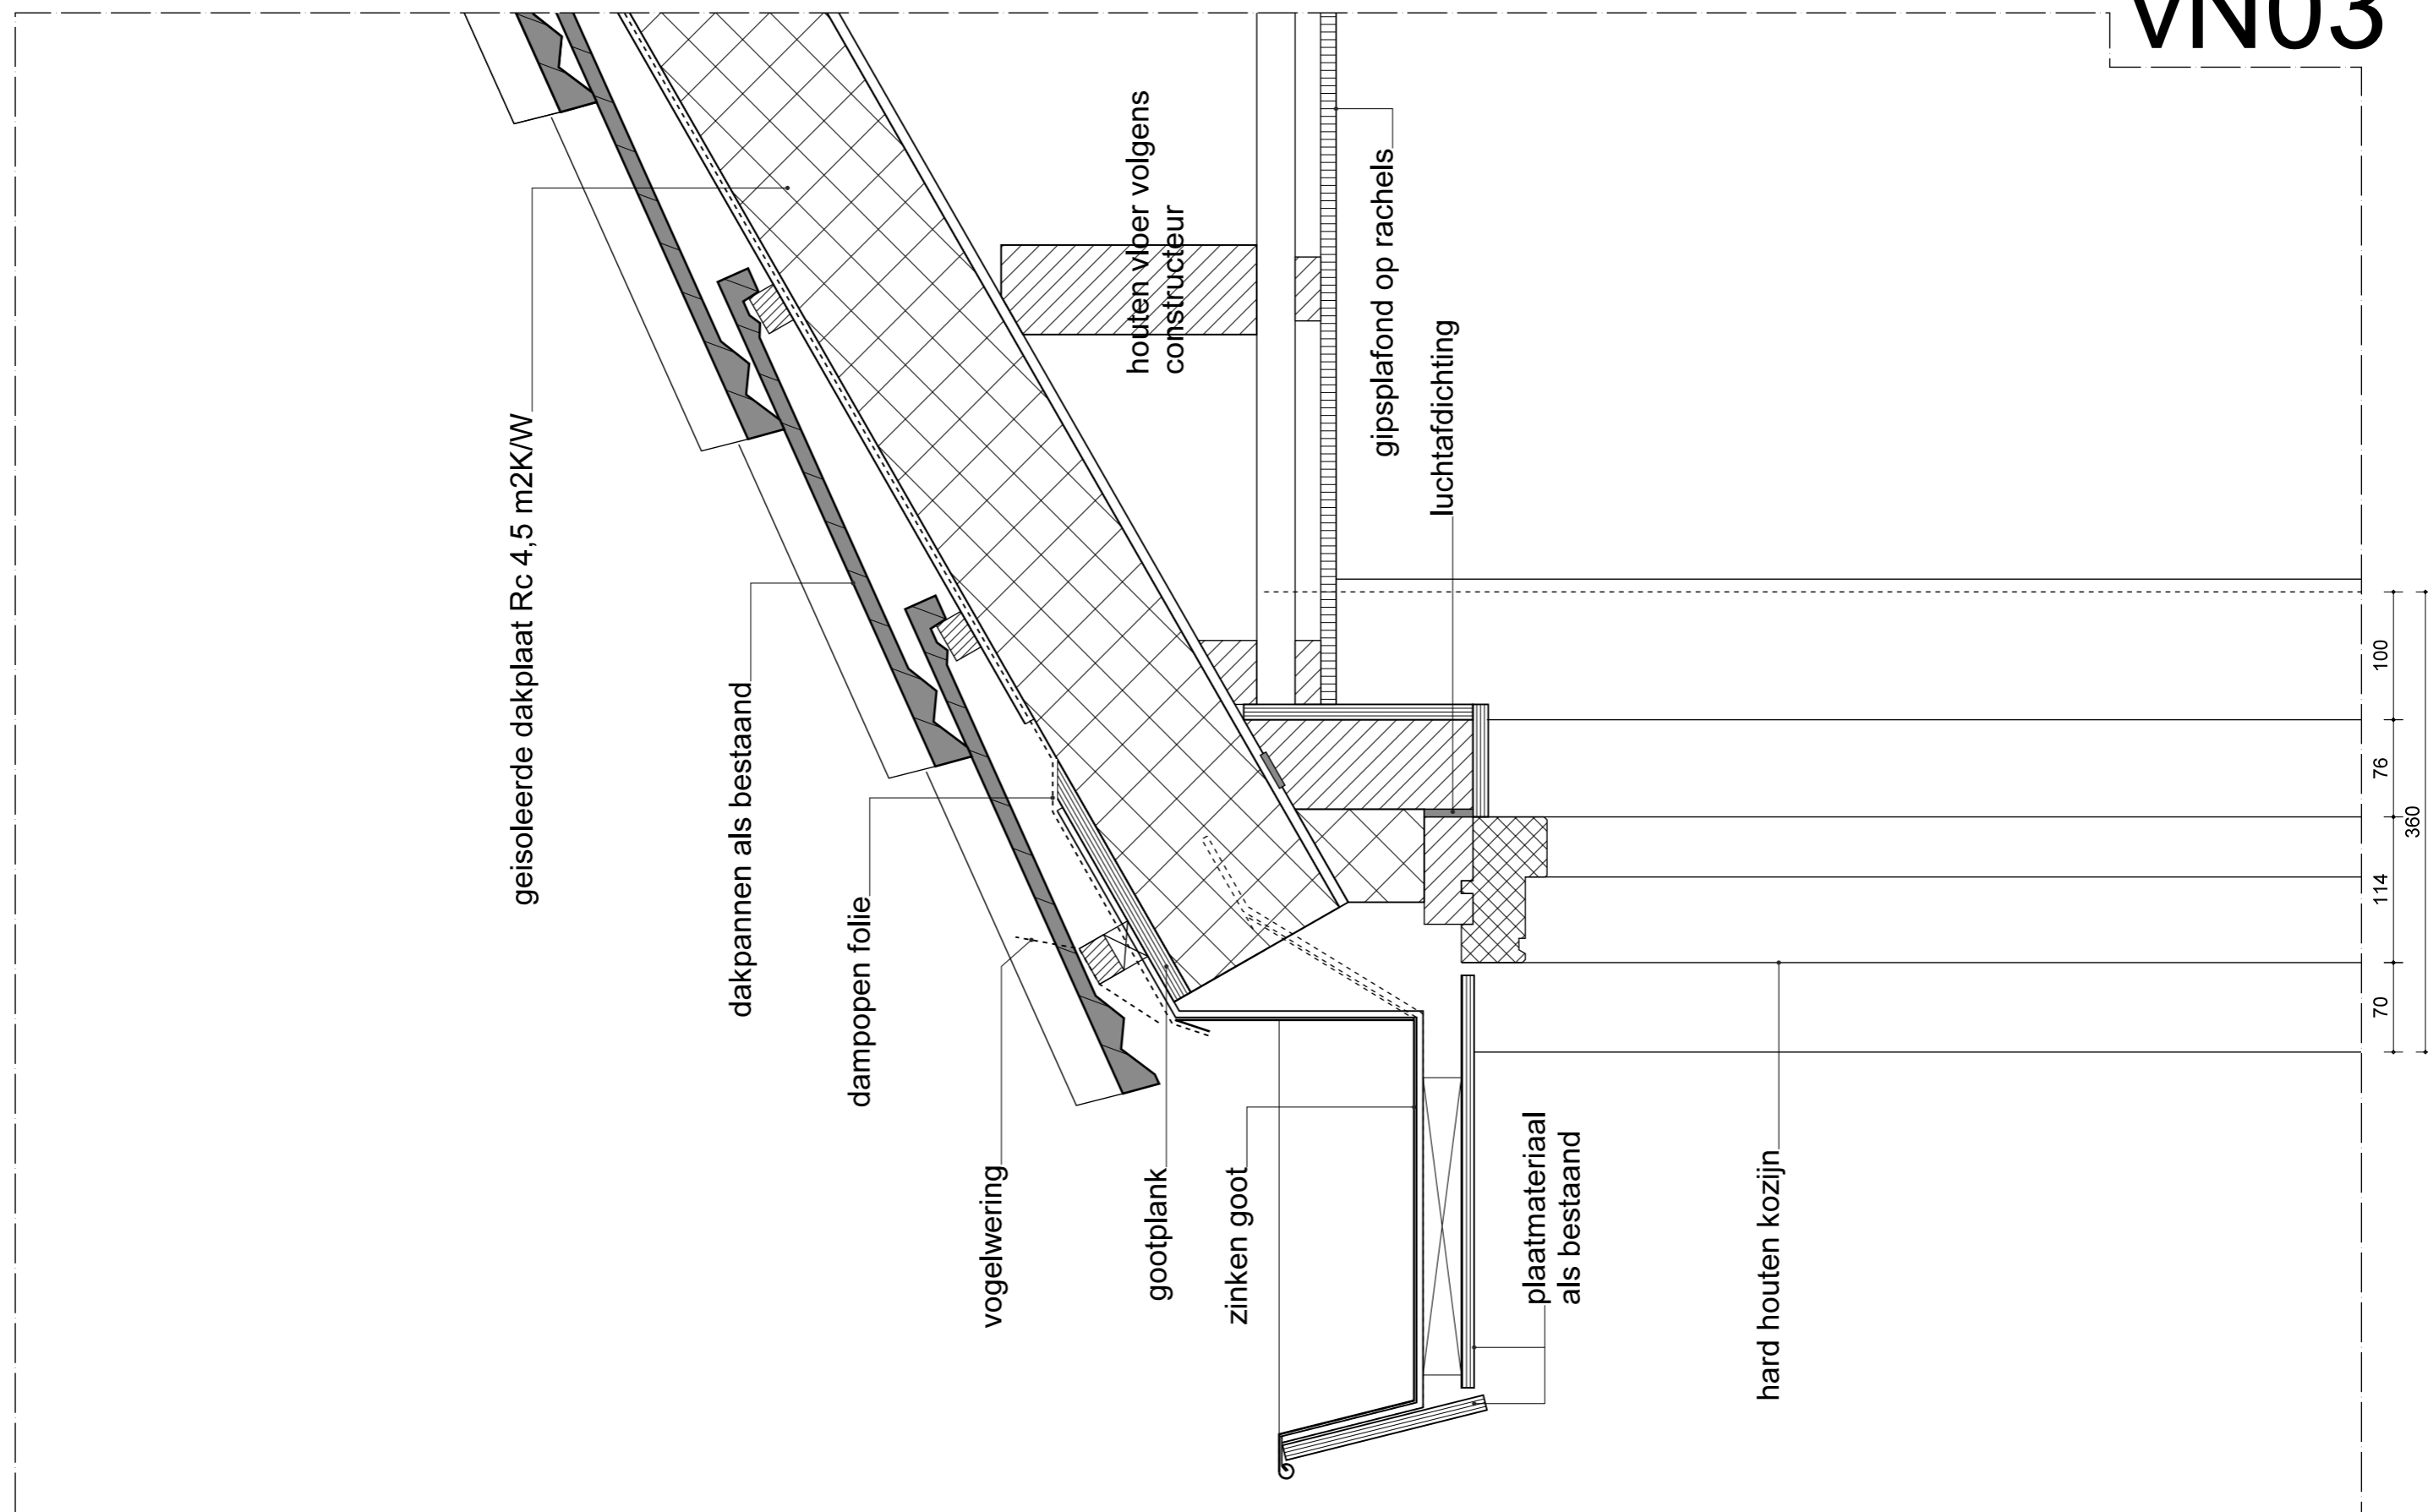 VN03
geisoleerde dakplaat Rc 4,5 m2K/W
dakpannen als bestaand
dampopen folie
vogelwering
gootplank
zinken goot
houten vloer volgens
constructeur
gipsplafond op rachels
luchtafdichting
plaatmateriaal
als bestaand
hard houten kozijn
100
76
114
70
360